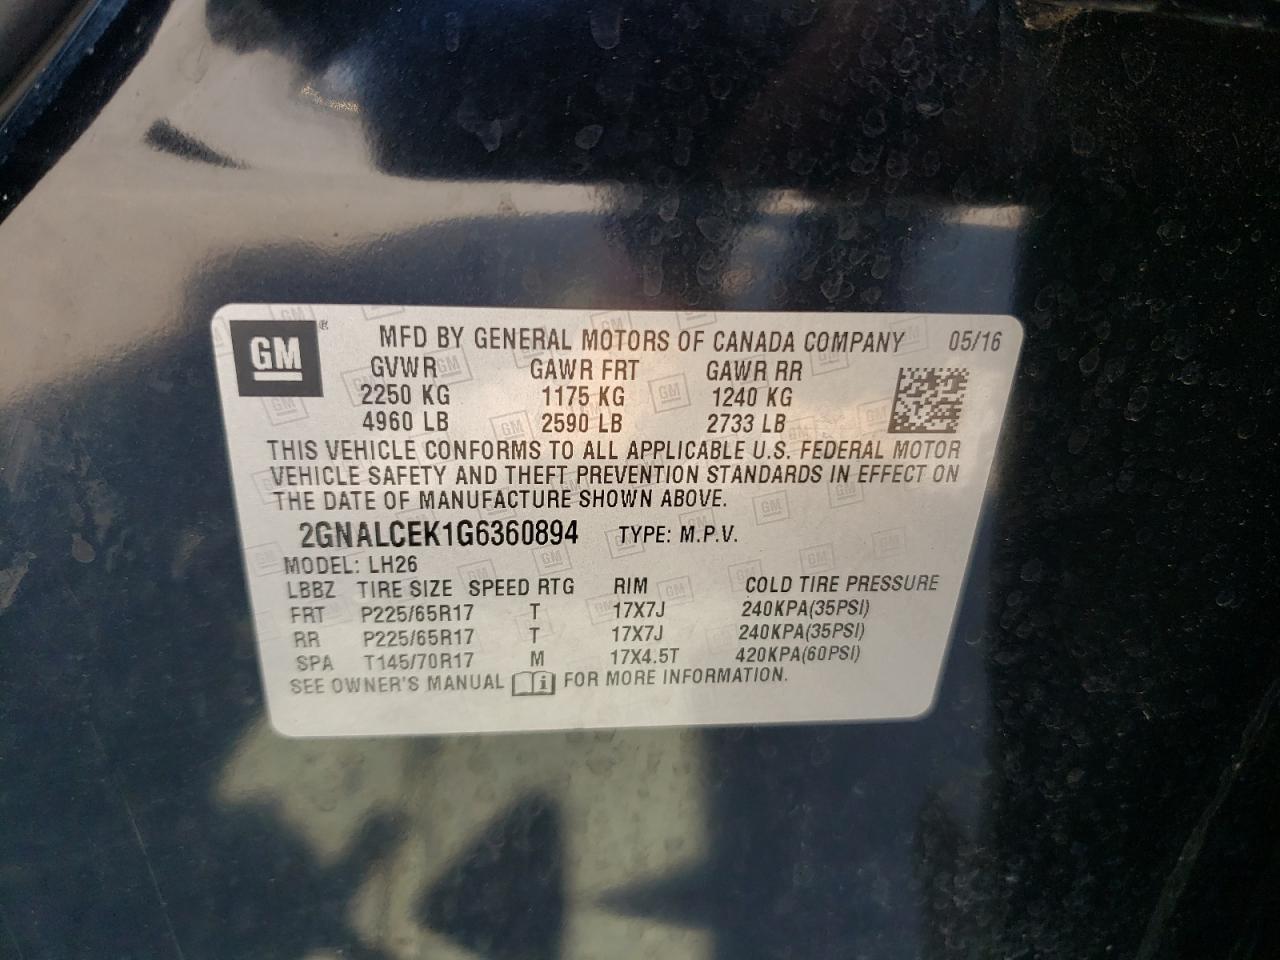 GM ® MFD BY GENERAL MOTORS OF CANADA COMPANY 05/16
GVWR GAWR FRT GAWR RR
2250 KG 1175 KG 1240 KG
4960 LB 2590 LB 2733 LB
THIS VEHICLE CONFORMS TO ALL APPLICABLE U.S. FEDERAL MOTOR
VEHICLE SAFETY AND THEFT PREVENTION STANDARDS IN EFFECT ON
THE DATE OF MANUFACTURE SHOWN ABOVE.
2GNALCEK1G6360894 TYPE: M.P.V.
MODEL: LH26
LBBZ TIRE SIZE SPEED RTG RIM COLD TIRE PRESSURE
FRT P225/65R17 T 17X7J 240KPA(35PSI)
RR P225/65R17 T 17X7J 240KPA(35PSI)
SPA T145/70R17 M 17X4.5T 420KPA(60PSI)
SEE OWNER'S MANUAL i FOR MORE INFORMATION.